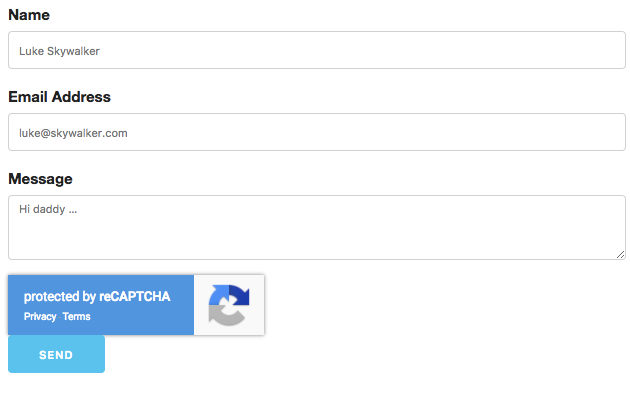 Name
Luke Skywalker
Email Address
luke@skywalker.com
Message
Hi daddy ...
protected by reCAPTCHA
Privacy Terms
SEND